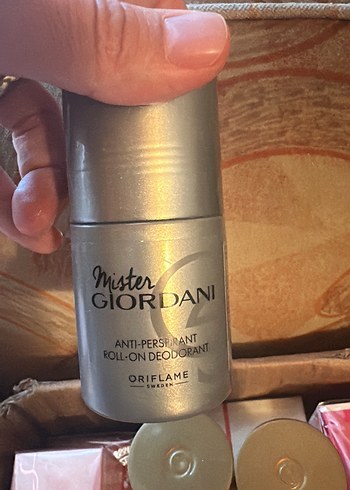 Mister
GIORDANI
ANTI-PERSPIRANT
ROLL-ON DEODORANT
ORIFLAME
SWEDEN